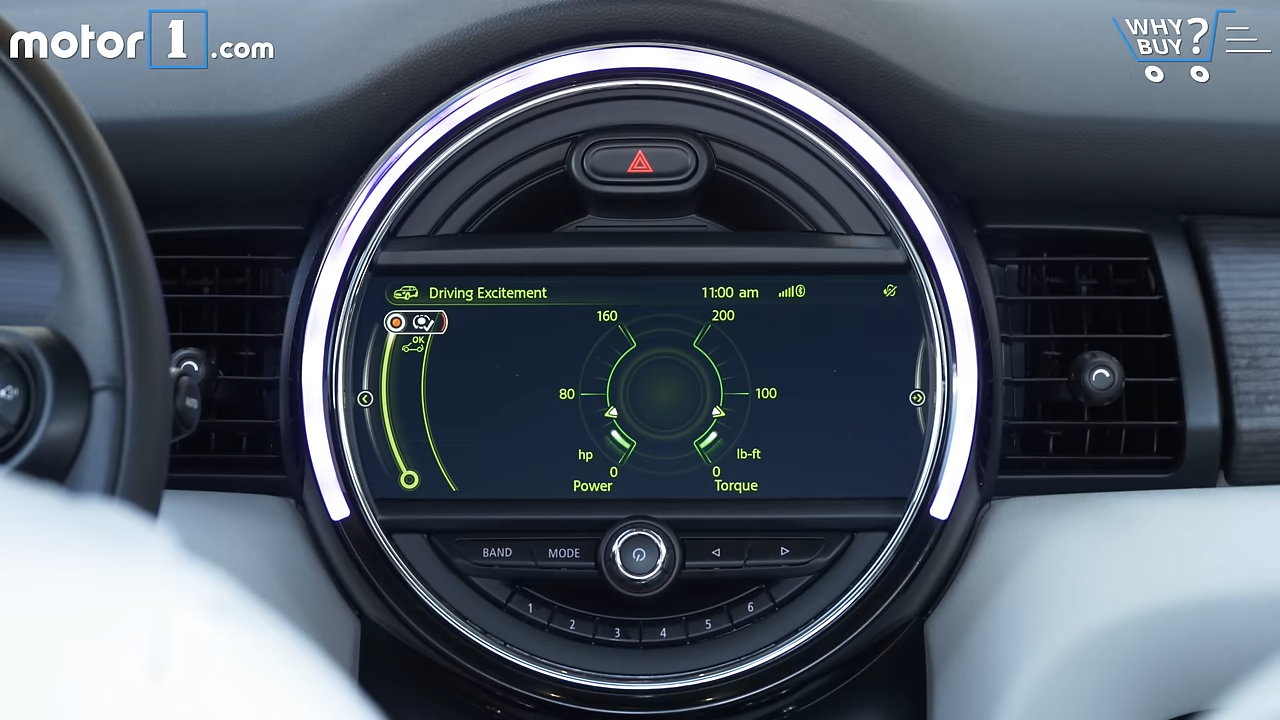 motor1.com
WHY
BUY?
Driving Excitement
11:00 am
OK
160
200
80
100
hp
lb-ft
0
0
Power
Torque
BAND
MODE
1
2
3
4
5
6